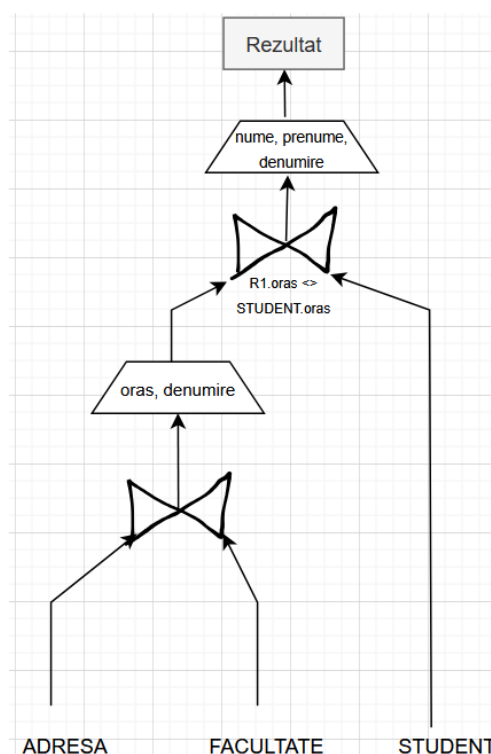 Rezultat
nume, prenume,
denumire
R1.oras <>
STUDENT.oras
oras, denumire
ADRESA
FACULTATE
STUDENT